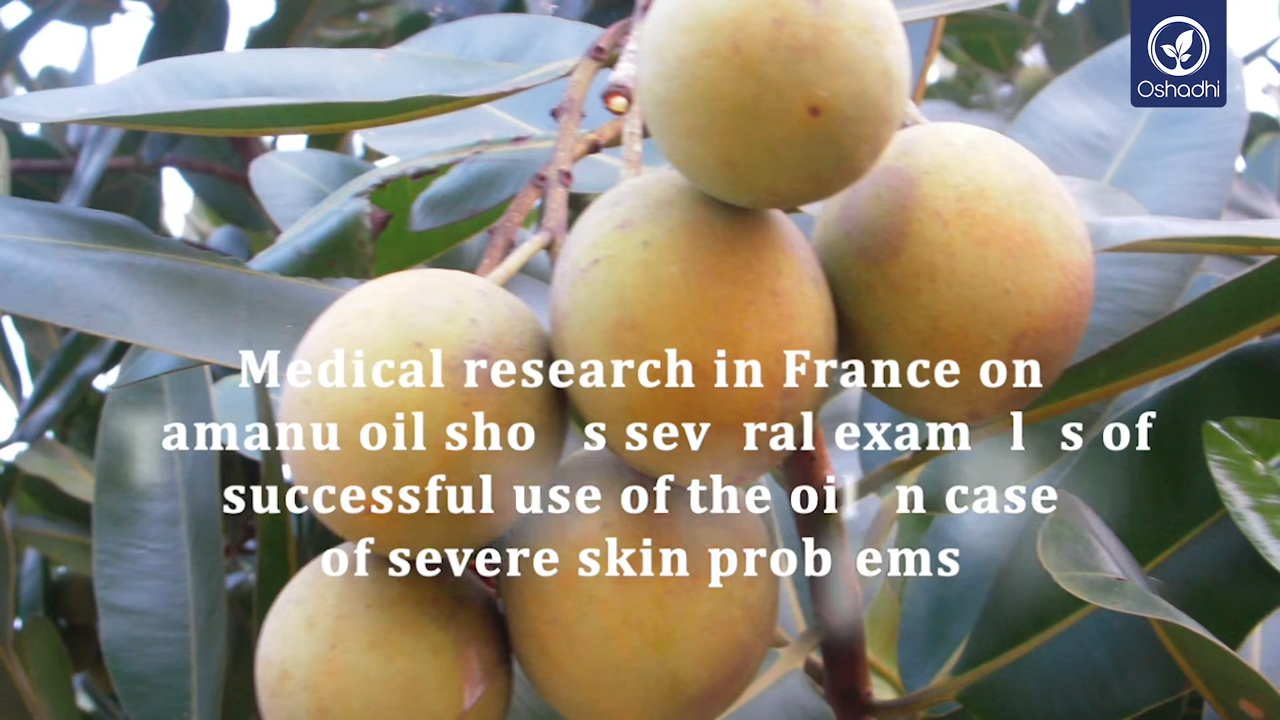 Oshadhi
Medical research in France on
amanu oil sho s sev ral exam l s of
successful use of the oil n case
of severe skin prob ems